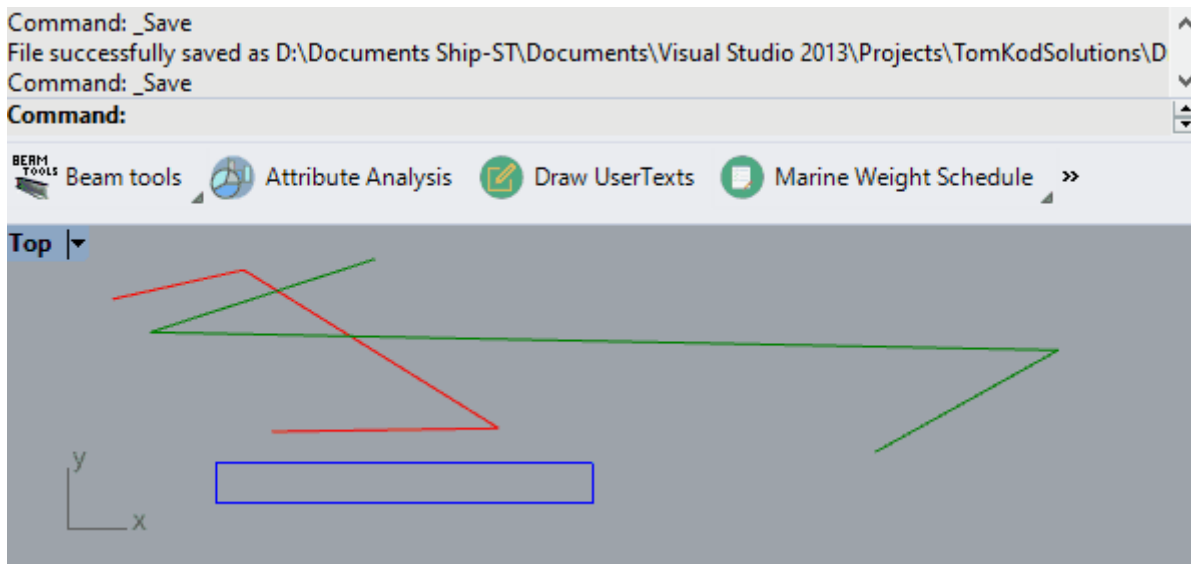 Command: _Save
File successfully saved as D:\Documents Ship-ST\Documents\Visual Studio 2013\Projects\TomKodSolutions\D
Command: _Save
Command:
BEAM TOOLS Beam tools Attribute Analysis Draw UserTexts Marine Weight Schedule »
Top
y
x